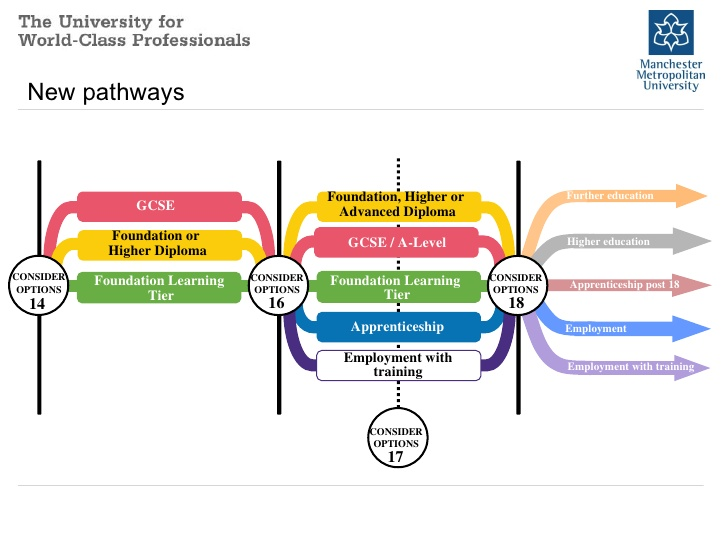 The University for
World-Class Professionals
Manchester
Metropolitan
University
New pathways
GCSE
Foundation or
Higher Diploma
Foundation Learning
Tier
CONSIDER
OPTIONS
14
CONSIDER
OPTIONS
16
Foundation, Higher or
Advanced Diploma
GCSE / A-Level
Foundation Learning
Tier
Apprenticeship
Employment with
training
CONSIDER
OPTIONS
17
CONSIDER
OPTIONS
18
Further education
Higher education
Apprenticeship post 18
Employment
Employment with training